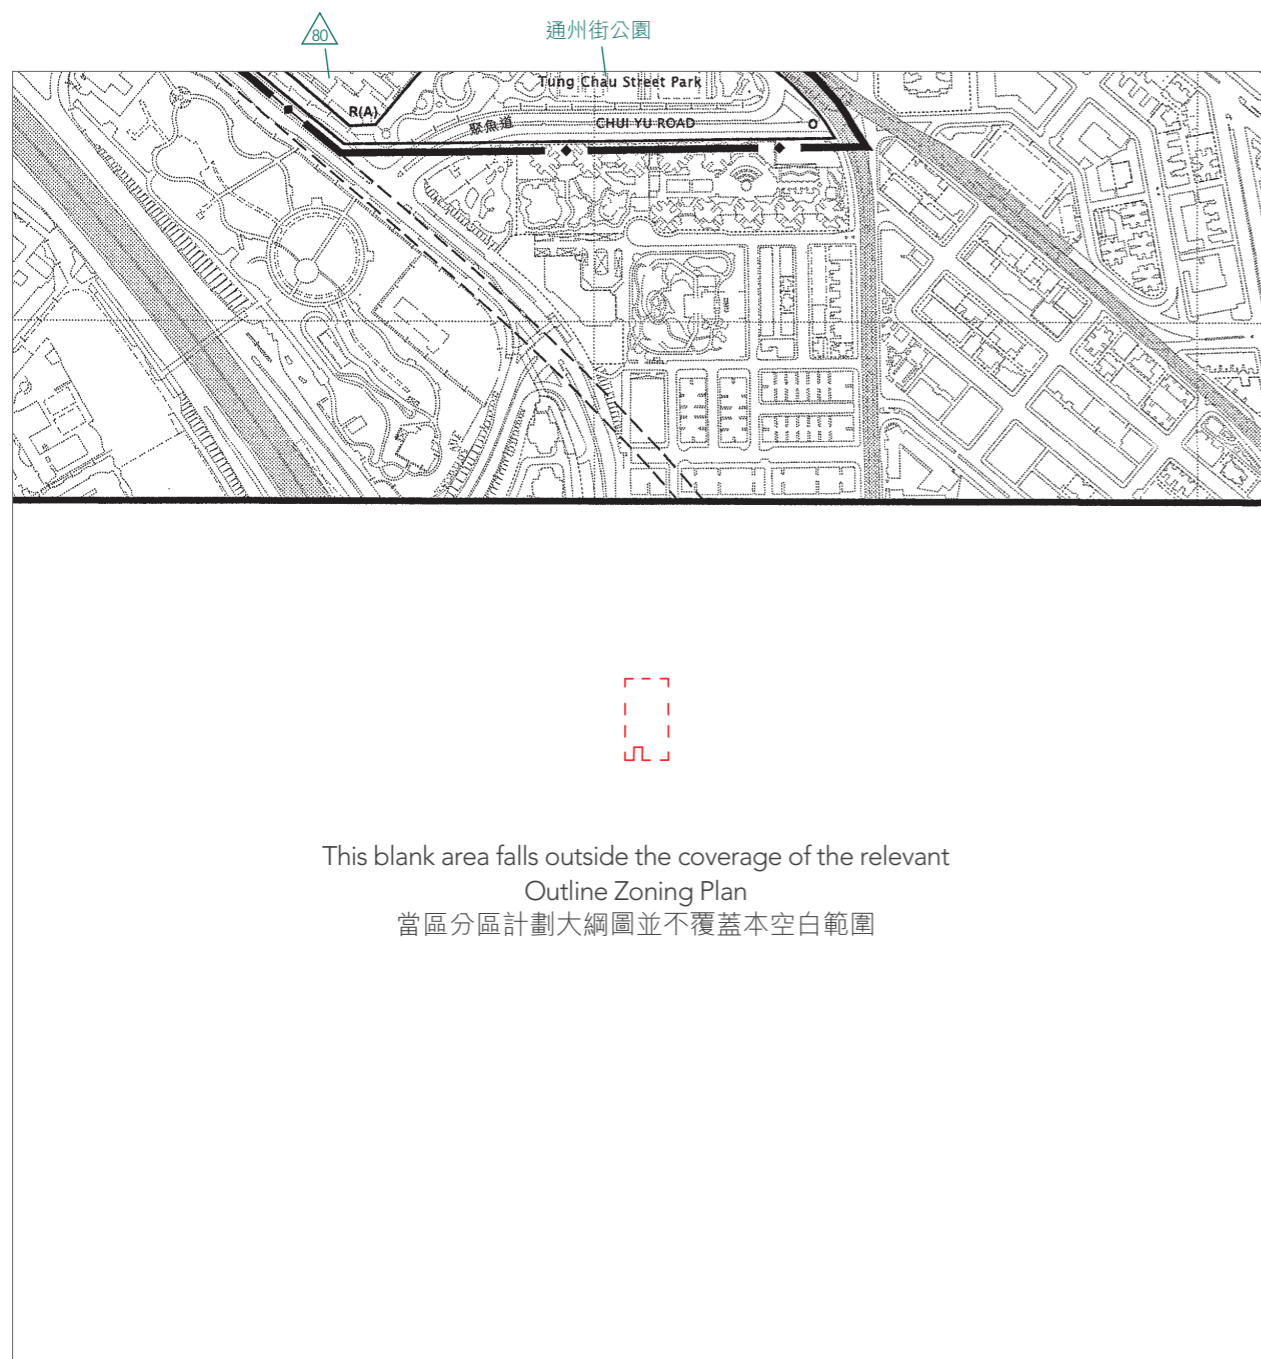 80
通州街公園
Tung Chau Street Park
R(A)
聚魚道
CHUI YU ROAD
O
This blank area falls outside the coverage of the relevant
Outline Zoning Plan
當區分區計劃大綱圖並不覆蓋本空白範圍